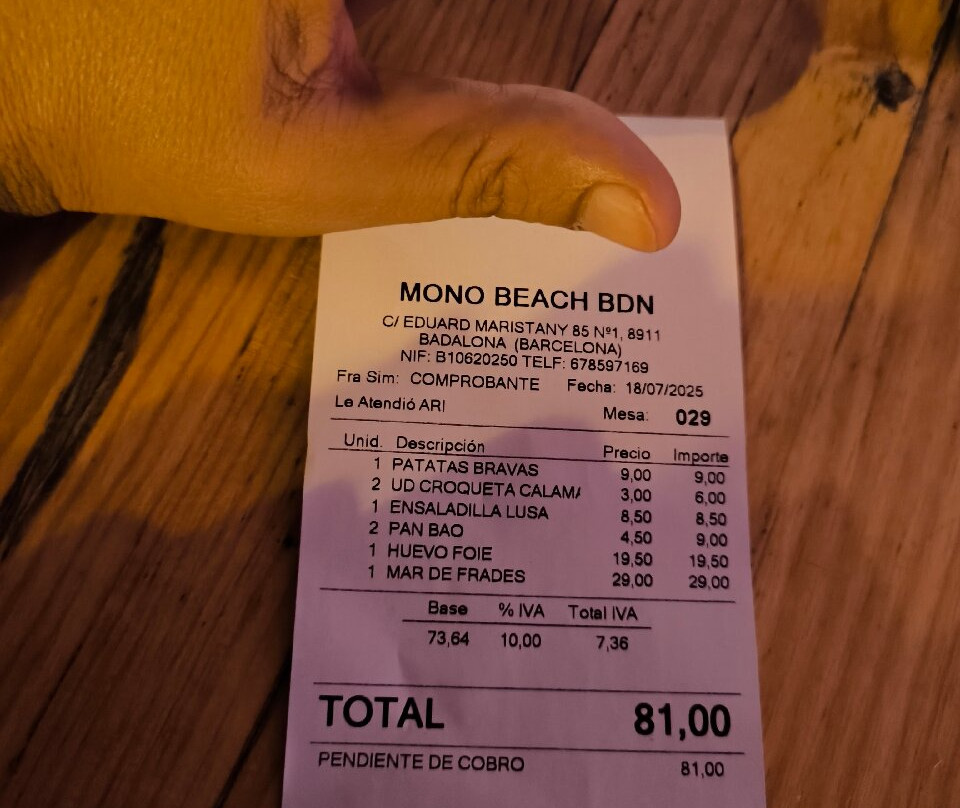 MONO BEACH BDN
C/ EDUARD MARISTANY 85 Nº1, 8911
BADALONA (BARCELONA)
NIF: B10620250 TELF: 678597169
Fra Sim: COMPROBANTE Fecha: 18/07/2025
Le Atendió ARI Mesa: 029
Unid. Descripción Precio Importe
1 PATATAS BRAVAS 9,00 9,00
2 UD CROQUETA CALAMA 3,00 6,00
1 ENSALADILLA LUSA 8,50 8,50
2 PAN BAO 4,50 9,00
1 HUEVO FOIE 19,50 19,50
1 MAR DE FRADES 29,00 29,00
Base % IVA Total IVA
73,64 10,00 7,36
TOTAL 81,00
PENDIENTE DE COBRO 81,00